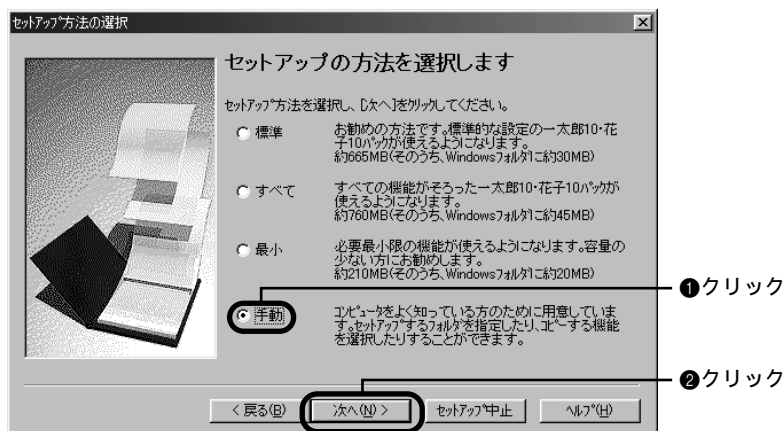 セットアップ方法の選択
セットアップの方法を選択します
セットアップ方法を選択し、[次へ]をクリックしてください。
標準
お勧めの方法です。標準的な設定の一太郎10・花
子10パックが使えるようになります。
約665MB(そのうち、Windowsフォルダに約30MB)
すべて
すべての機能がそろった一太郎10・花子10パックが
使えるようになります。
約760MB(そのうち、Windowsフォルダに約45MB)
最小
必要最小限の機能が使えるようになります。容量の
少ない方にお勧めします。
約210MB(そのうち、Windowsフォルダに約20MB)
手動
コンピュータをよく知っている方のために用意していま
す。セットアップするフォルダを指定したり、コピーする機能
を選択したりすることができます。
❶クリック
❷クリック
< 戻る(B)
次へ(N) >
セットアップ中止
ヘルプ(H)